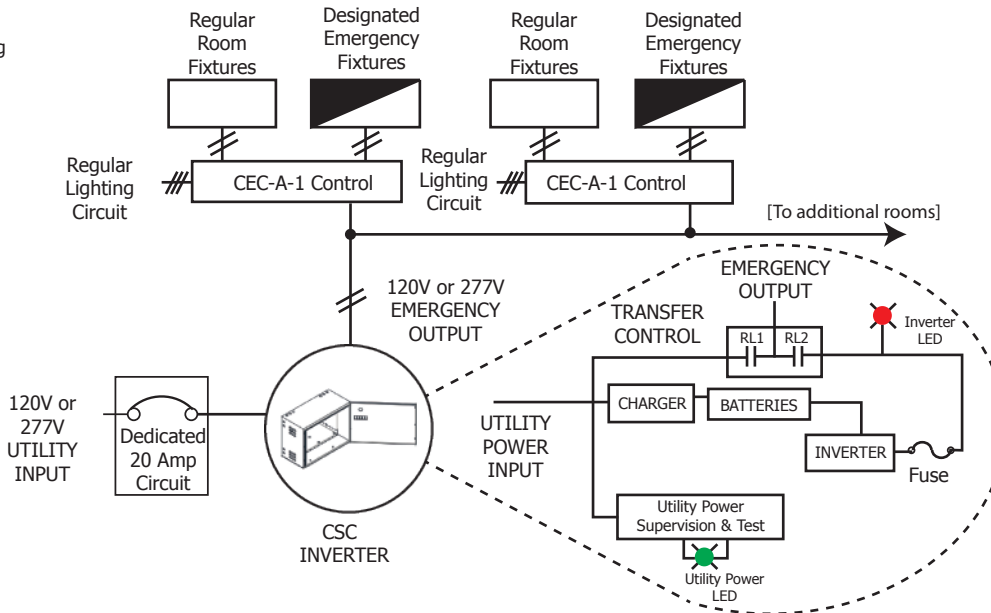 g
Regular
Room
Fixtures
Designated
Emergency
Fixtures
Regular
Room
Fixtures
Designated
Emergency
Fixtures
Regular
Lighting
Circuit
CEC-A-1 Control
Regular
Lighting
Circuit
CEC-A-1 Control
[To additional rooms]
120V or 277V
EMERGENCY
OUTPUT
EMERGENCY
OUTPUT
TRANSFER
CONTROL
RL1 RL2
Inverter
LED
120V or
277V
UTILITY
INPUT
Dedicated
20 Amp
Circuit
UTILITY
POWER
INPUT
CHARGER
BATTERIES
INVERTER
Fuse
CSC
INVERTER
Utility Power
Supervision & Test
Utility Power
LED